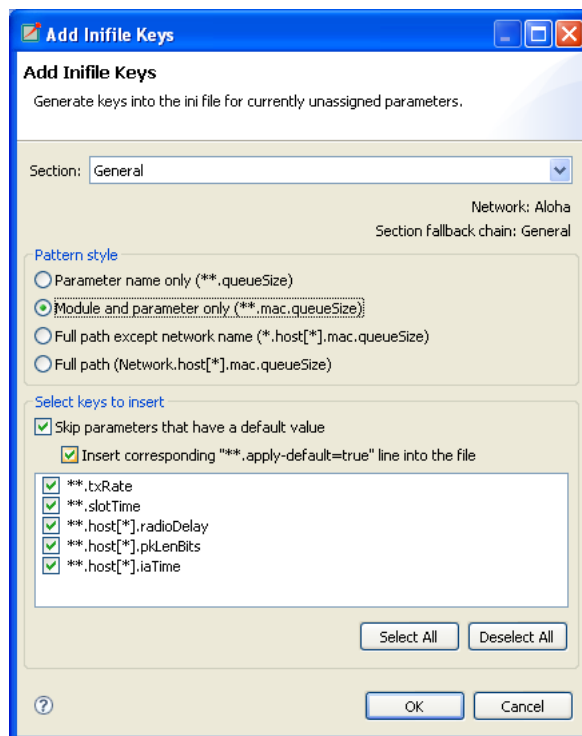 Add Inifile Keys
Add Inifile Keys
Generate keys into the ini file for currently unassigned parameters.
Section: General
Network: Aloha
Section fallback chain: General
Pattern style
Parameter name only (**.queueSize)
Module and parameter only (**.mac.queueSize)
Full path except network name (*.host[*].mac.queueSize)
Full path (Network.host[*].mac.queueSize)
Select keys to insert
Skip parameters that have a default value
Insert corresponding "**.apply-default=true" line into the file
**.txRate
**.slotTime
**.host[*].radioDelay
**.host[*].pkLenBits
**.host[*].iaTime
Select All Deselect All
? OK Cancel